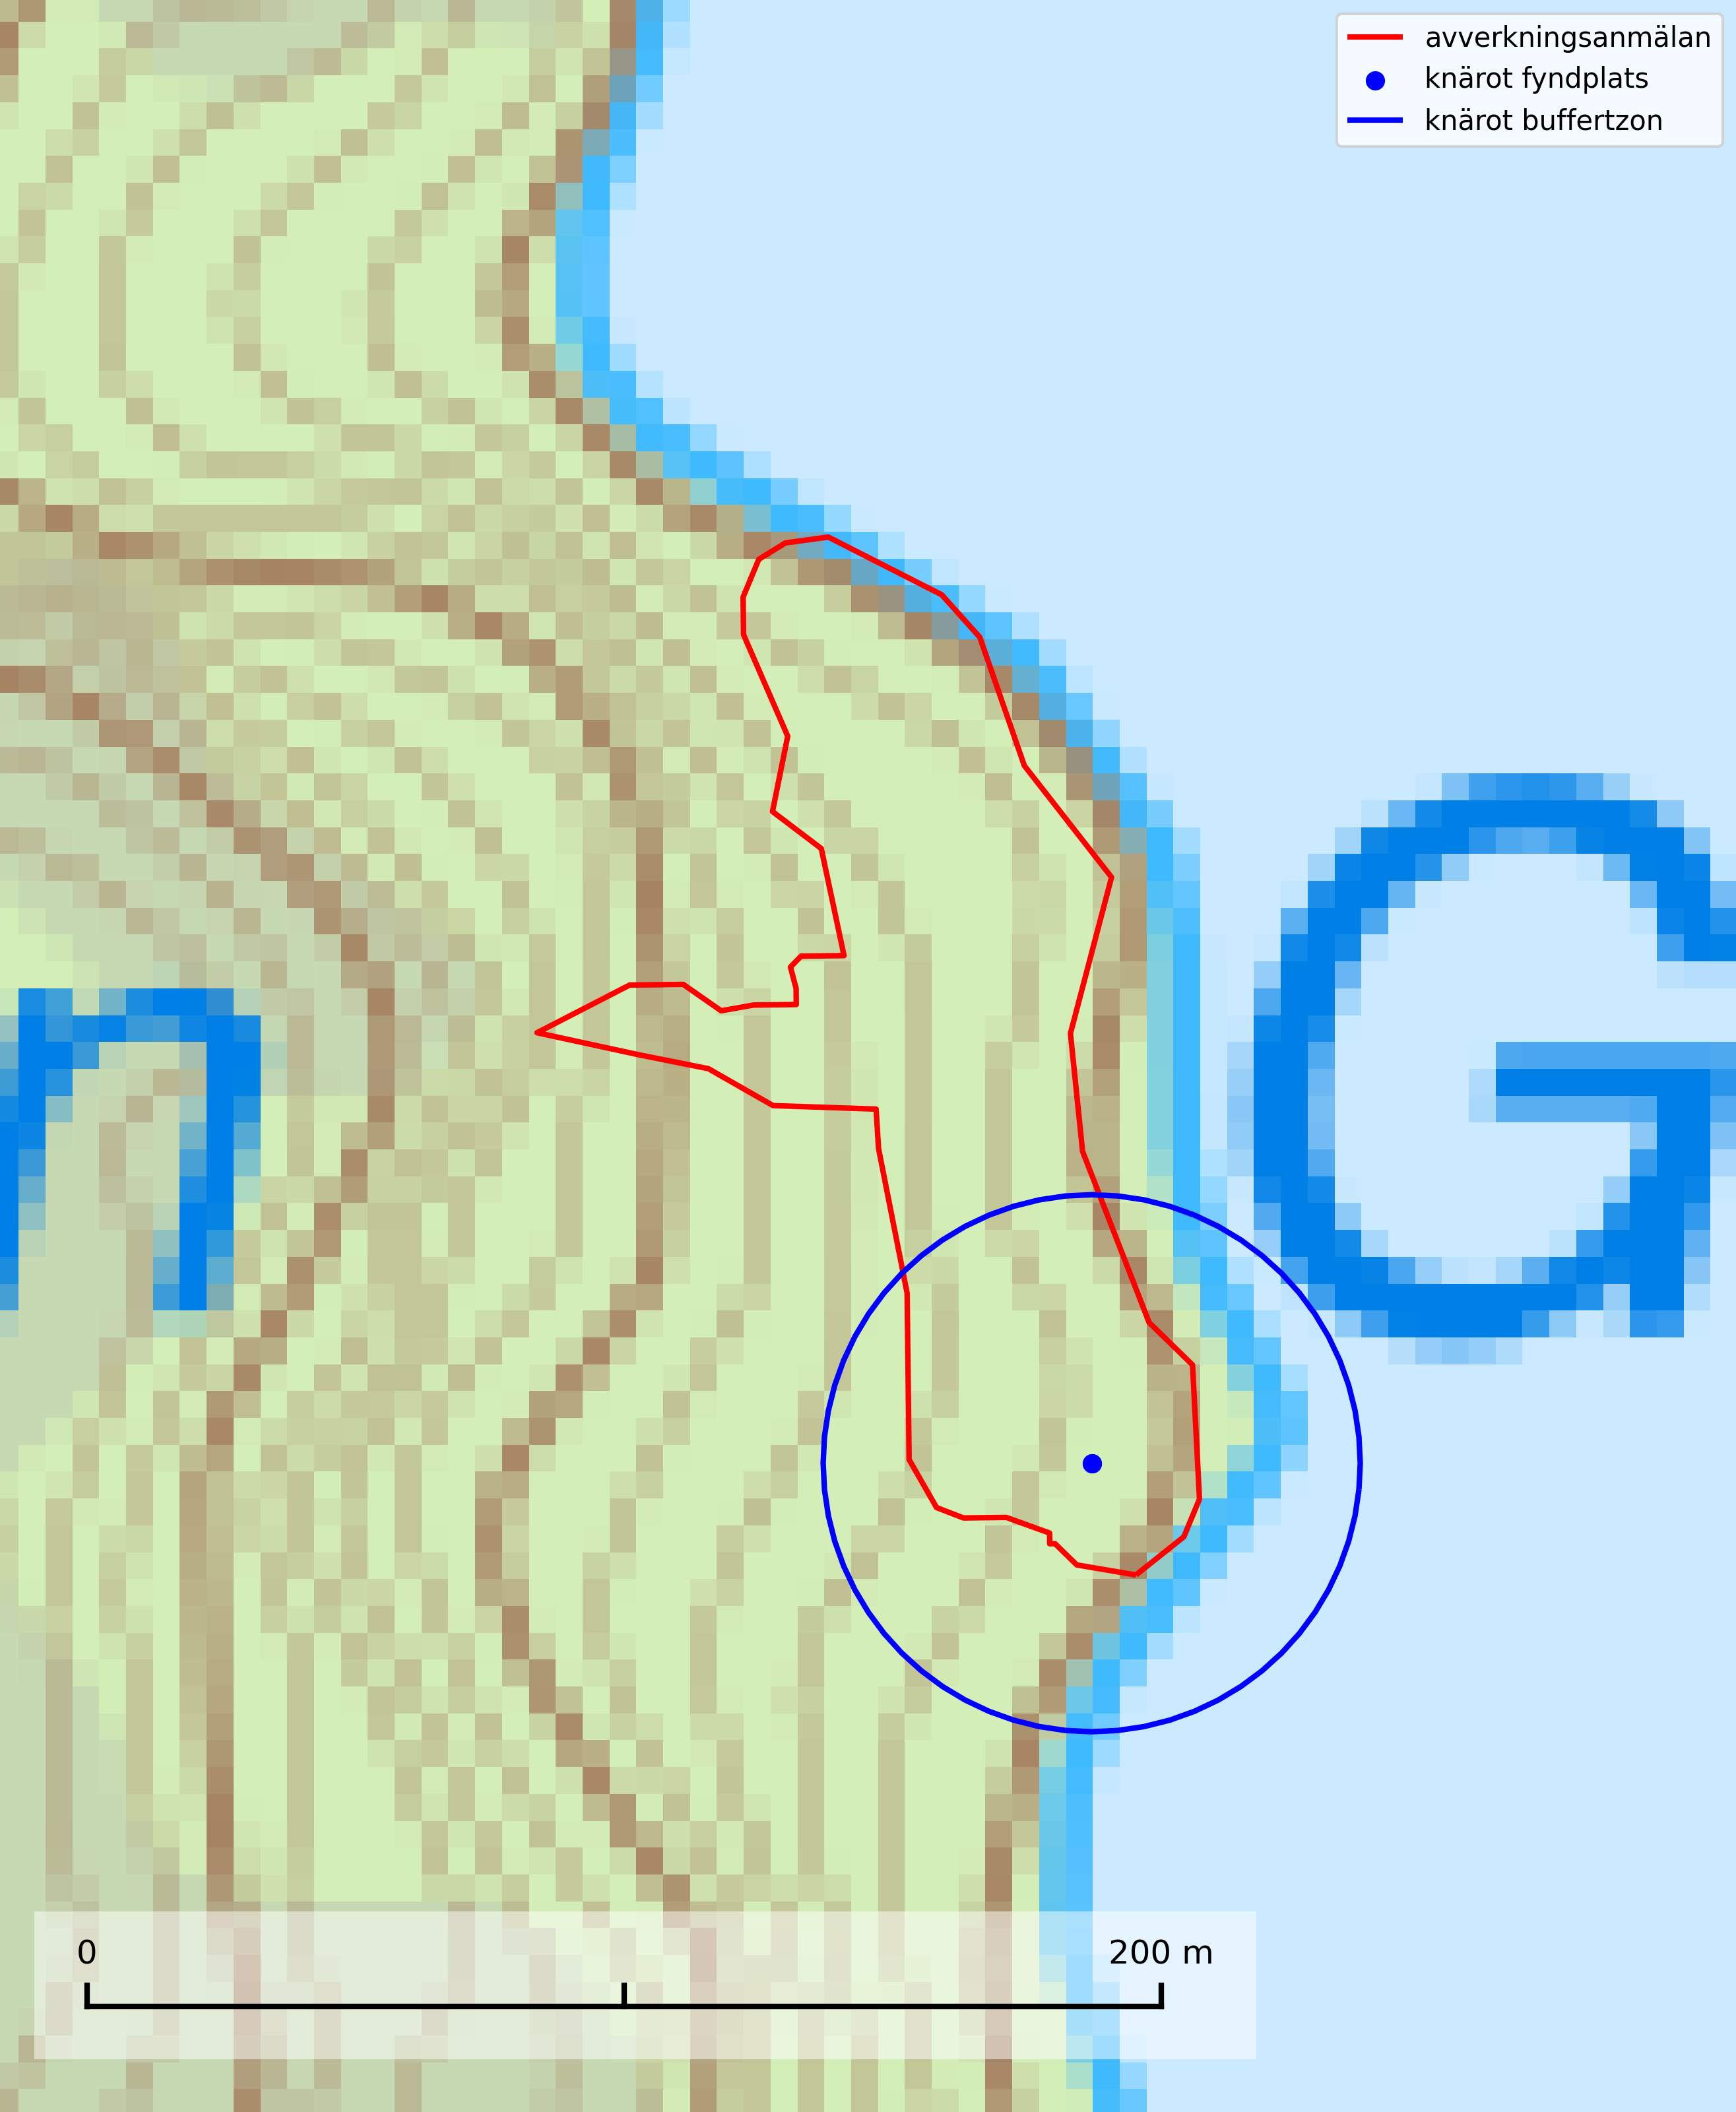 avverkningsanmälan
knärot fyndplats
knärot buffertzon
G
0 200 m